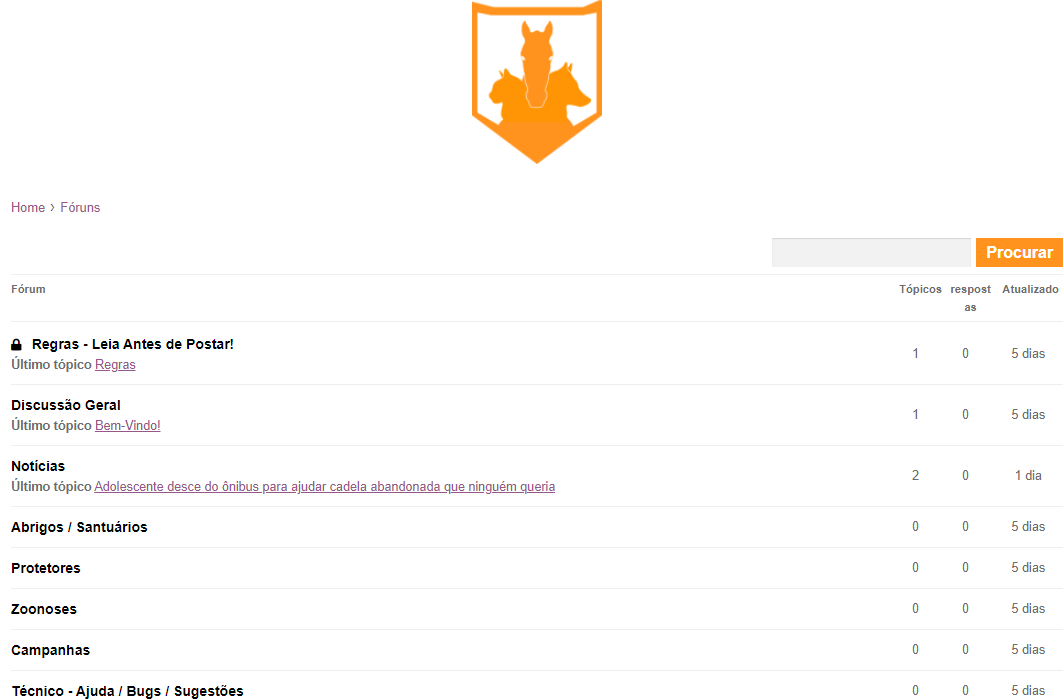 Home › Fóruns
Procurar
Fórum Tópicos respostas Atualizado
Regras - Leia Antes de Postar! 1 0 5 dias
Último tópico Regras
Discussão Geral 1 0 5 dias
Último tópico Bem-Vindo!
Notícias 2 0 1 dia
Último tópico Adolescente desce do ônibus para ajudar cadela abandonada que ninguém queria
Abrigos / Santuários 0 0 5 dias
Protetores 0 0 5 dias
Zoonoses 0 0 5 dias
Campanhas 0 0 5 dias
Técnico - Ajuda / Bugs / Sugestões 0 0 5 dias